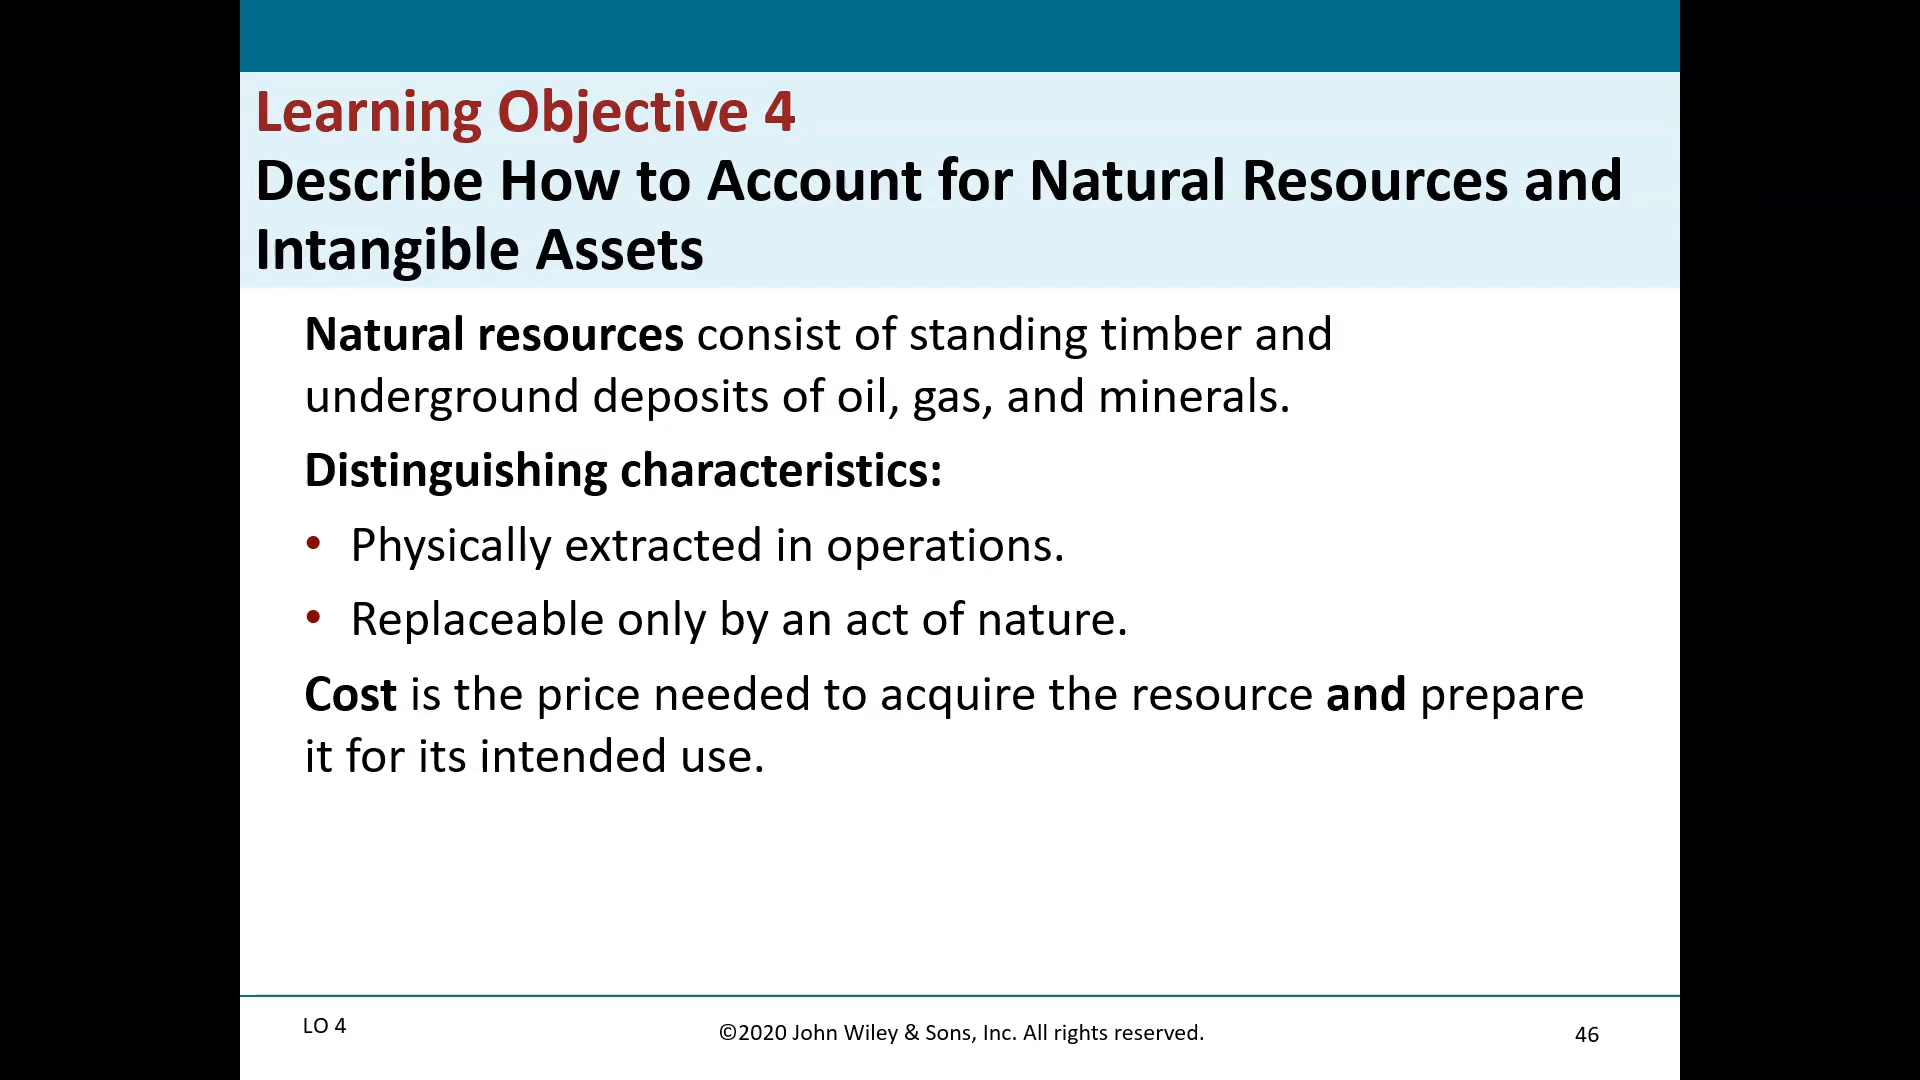 Learning Objective 4
Describe How to Account for Natural Resources and
Intangible Assets
Natural resources consist of standing timber and
underground deposits of oil, gas, and minerals.
Distinguishing characteristics:
• Physically extracted in operations.
• Replaceable only by an act of nature.
Cost is the price needed to acquire the resource and prepare
it for its intended use.
LO 4
©2020 John Wiley & Sons, Inc. All rights reserved.
46